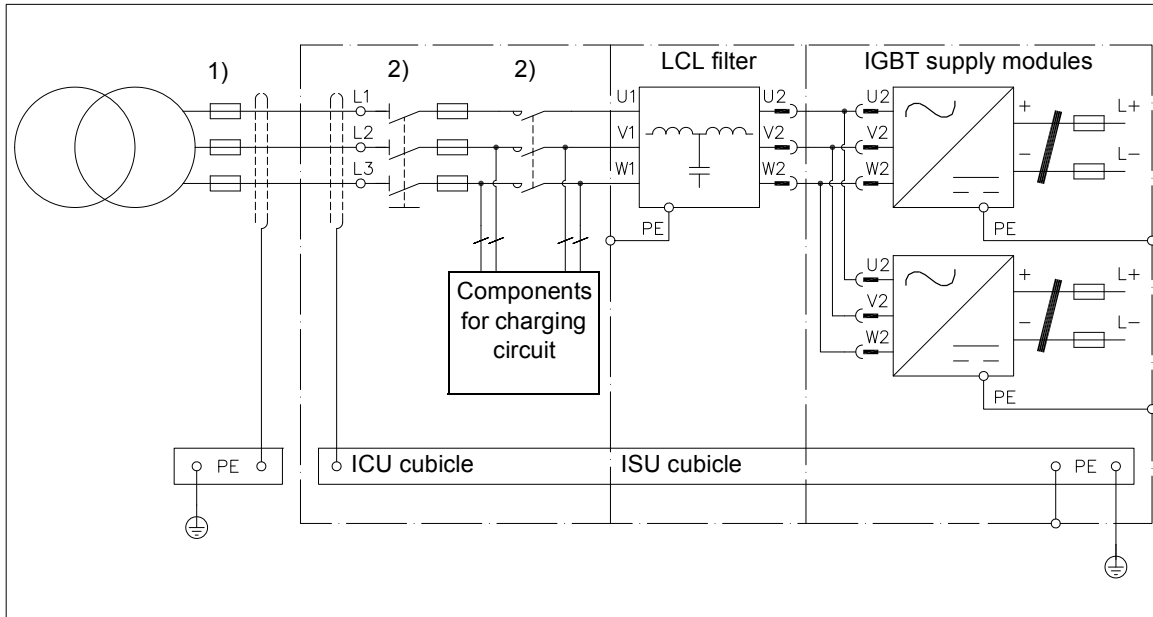 1)
2)
2)
LCL filter
IGBT supply modules
L1
L2
L3
U1
V1
W1
U2
V2
W2
U2
V2
W2
+
-
L+
L-
PE
PE
U2
V2
W2
+
-
L+
L-
PE
Components
for charging
circuit
PE
ICU cubicle
ISU cubicle
PE